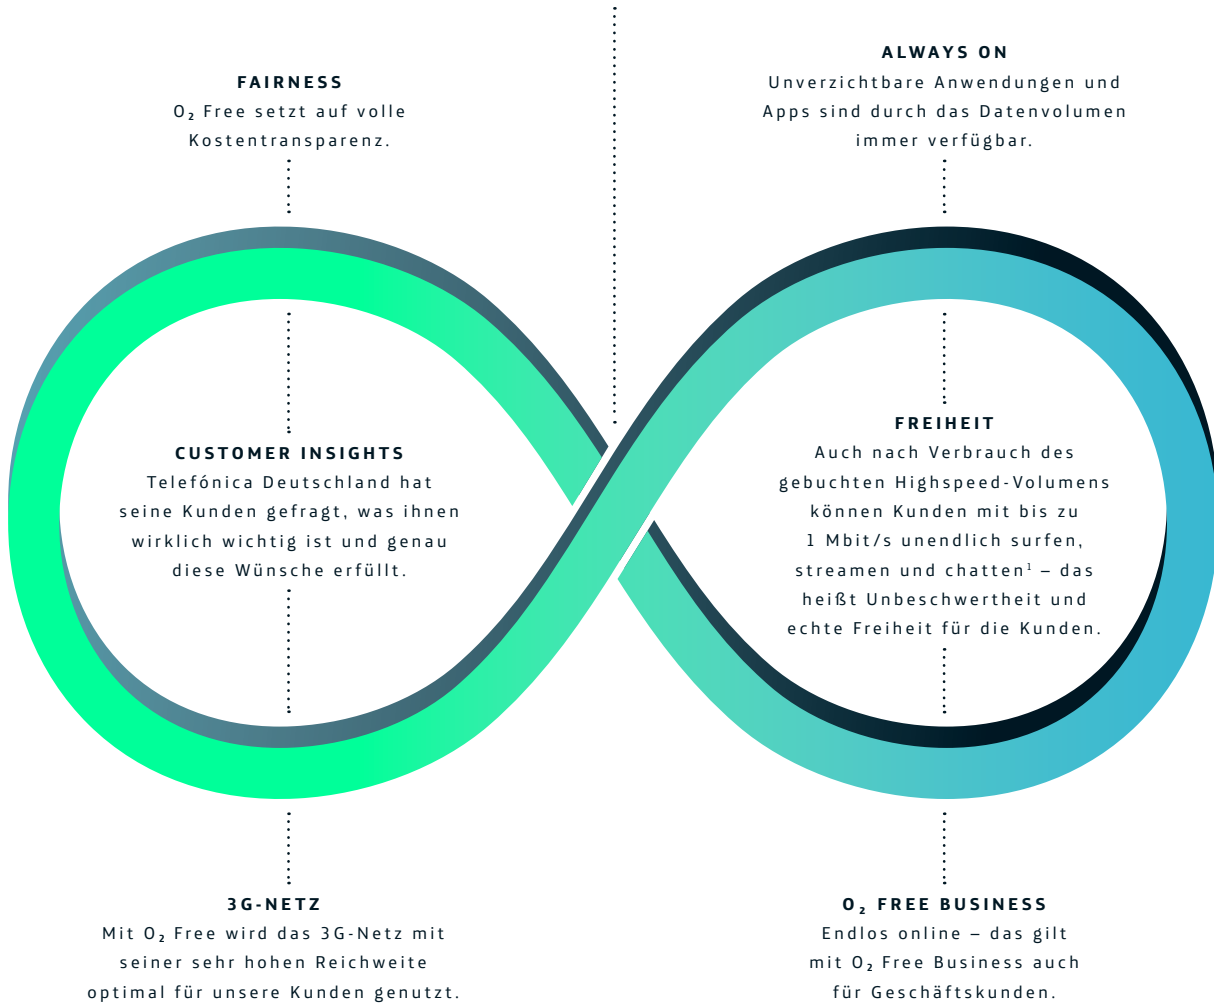 FAIRNESS
O₂ Free setzt auf volle
Kostentransparenz.
ALWAYS ON
Unverzichtbare Anwendungen und
Apps sind durch das Datenvolumen
immer verfügbar.
CUSTOMER INSIGHTS
Telefónica Deutschland hat
seine Kunden gefragt, was ihnen
wirklich wichtig ist und genau
diese Wünsche erfüllt.
FREIHEIT
Auch nach Verbrauch des
gebuchten Highspeed-Volumens
können Kunden mit bis zu
1 Mbit/s unendlich surfen,
streamen und chatten¹ – das
heißt Unbeschwertheit und
echte Freiheit für die Kunden.
3G-NETZ
Mit O₂ Free wird das 3G-Netz mit
seiner sehr hohen Reichweite
optimal für unsere Kunden genutzt.
O₂ FREE BUSINESS
Endlos online – das gilt
mit O₂ Free Business auch
für Geschäftskunden.